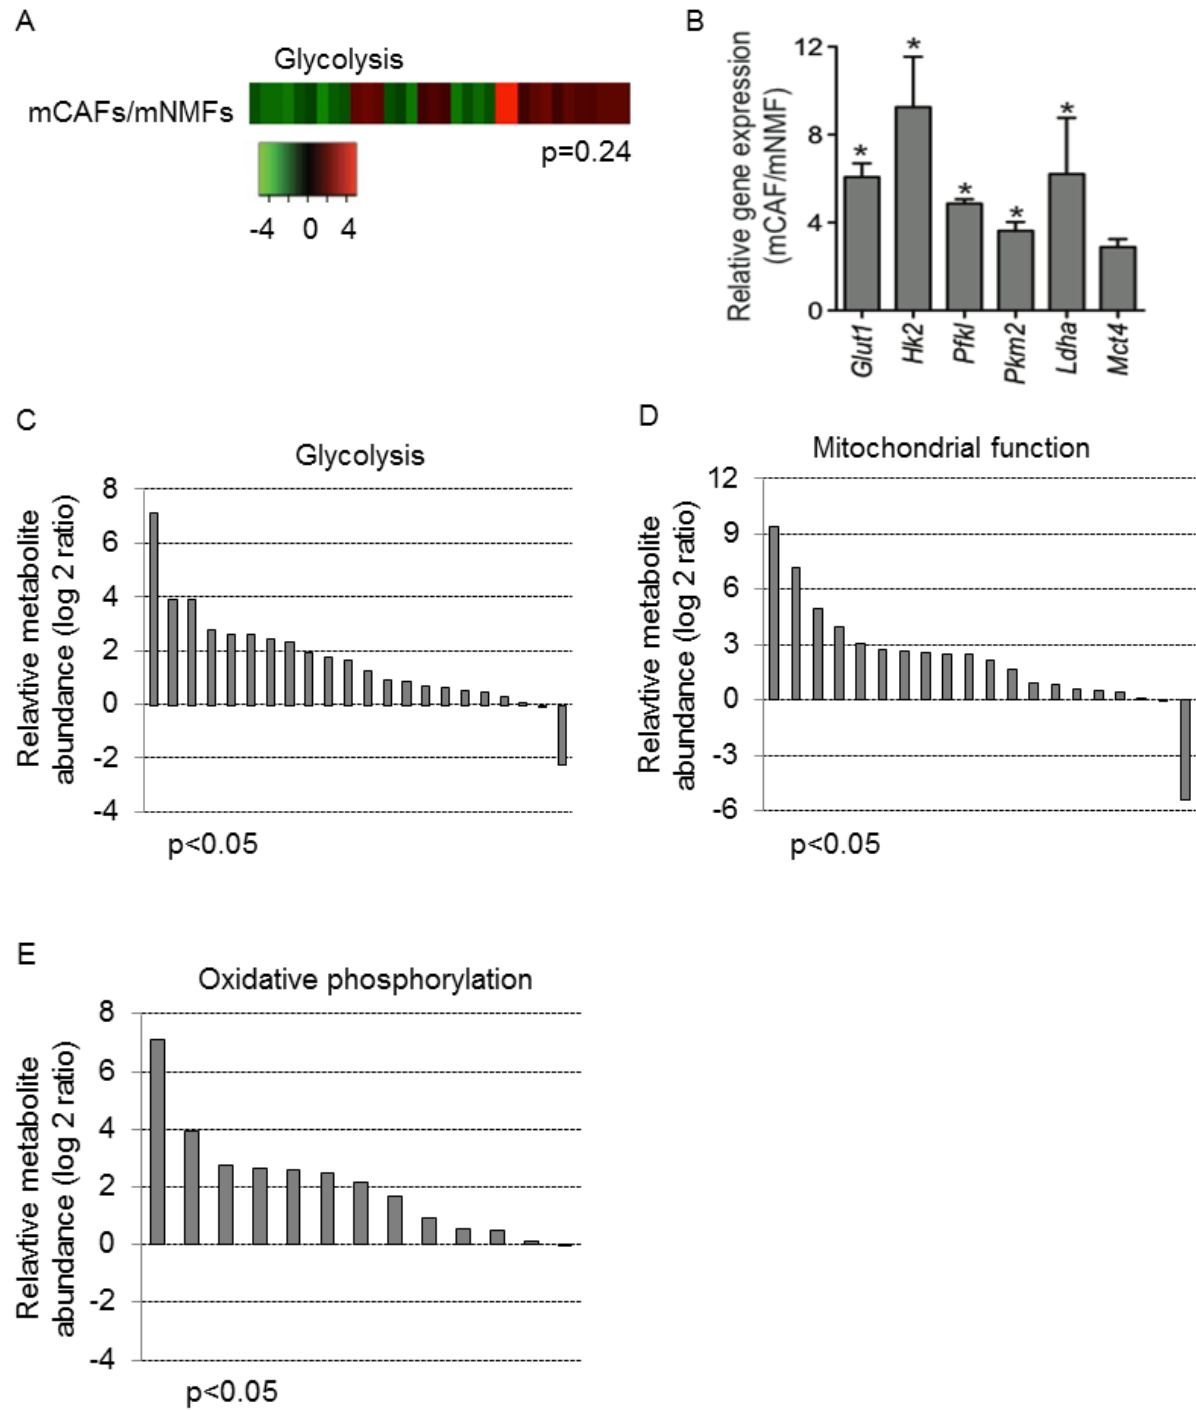 A
Glycolysis
mCAFs/mNMFs
p=0.24
-4 0 4
B
Relative gene expression
(mCAF/mNMF)
12
8
4
0
*
*
*
*
*
Glut1
Hk2
Pfkl
Pkm2
Ldha
Mct4
C
Glycolysis
Relavtive metabolite
abundance (log 2 ratio)
8
6
4
2
0
-2
-4
p<0.05
D
Mitochondrial function
Relavtive metabolite
abundance (log 2 ratio)
12
9
6
3
0
-3
-6
p<0.05
E
Oxidative phosphorylation
Relavtive metabolite
abundance (log 2 ratio)
8
6
4
2
0
-2
-4
p<0.05